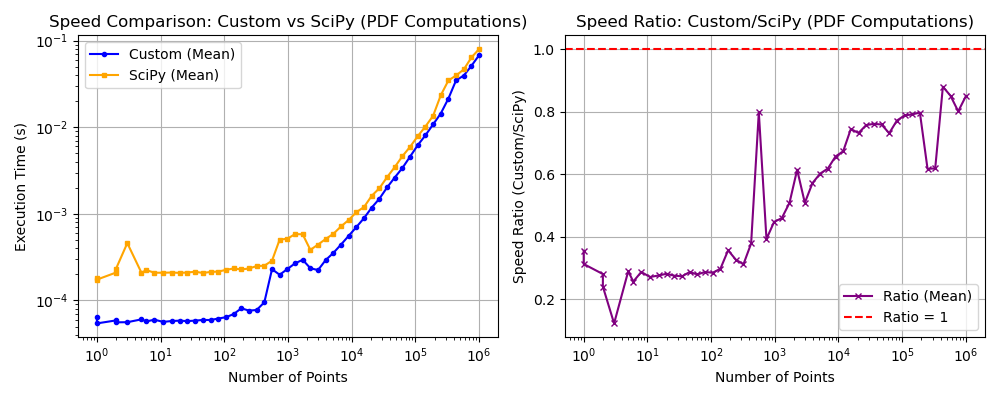 Speed Comparison: Custom vs SciPy (PDF Computations)
Custom (Mean)
SciPy (Mean)
Execution Time (s)
10⁻¹
10⁻²
10⁻³
10⁻⁴
10⁰ 10¹ 10² 10³ 10⁴ 10⁵ 10⁶
Number of Points
Speed Ratio: Custom/SciPy (PDF Computations)
Speed Ratio (Custom/SciPy)
1.0
0.8
0.6
0.4
0.2
Ratio (Mean)
Ratio = 1
10⁰ 10¹ 10² 10³ 10⁴ 10⁵ 10⁶
Number of Points